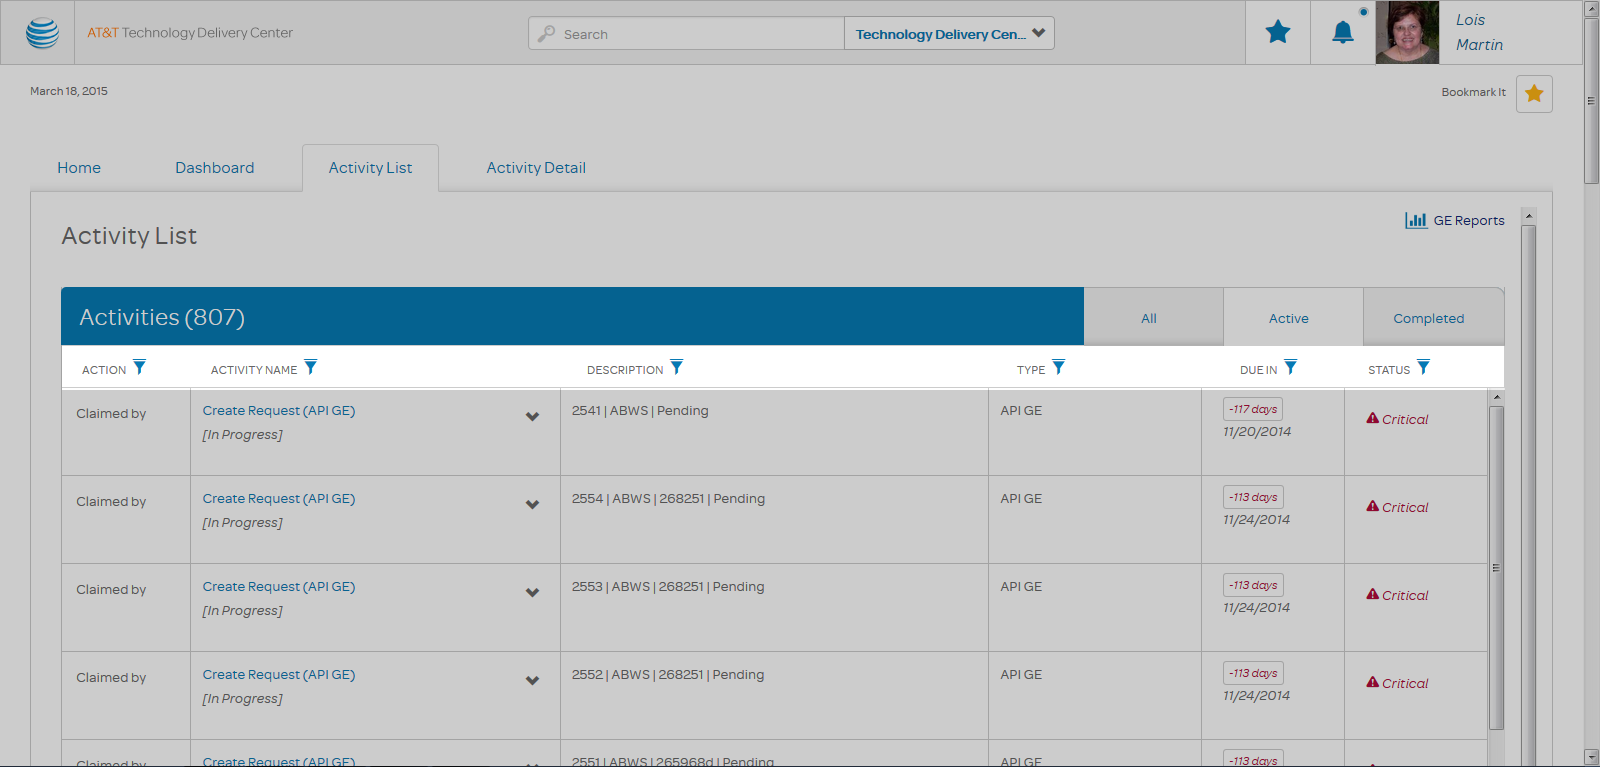 AT&T Technology Delivery Center
Search
Technology Delivery Cen...
Lois
Martin
March 18, 2015
Bookmark It
Home
Dashboard
Activity List
Activity Detail
Activity List
GE Reports
Activities (807)
All
Active
Completed
ACTION
ACTIVITY NAME
DESCRIPTION
TYPE
DUE IN
STATUS
Claimed by
Create Request (API GE)
[In Progress]
2541 | ABWS | Pending
API GE
-117 days
11/20/2014
Critical
Claimed by
Create Request (API GE)
[In Progress]
2554 | ABWS | 268251 | Pending
API GE
-113 days
11/24/2014
Critical
Claimed by
Create Request (API GE)
[In Progress]
2553 | ABWS | 268251 | Pending
API GE
-113 days
11/24/2014
Critical
Claimed by
Create Request (API GE)
[In Progress]
2552 | ABWS | 268251 | Pending
API GE
-113 days
11/24/2014
Critical
Claimed by
Create Request (API GE)
2551 | ABWS | 265968d | Pending
API GE
-113 days